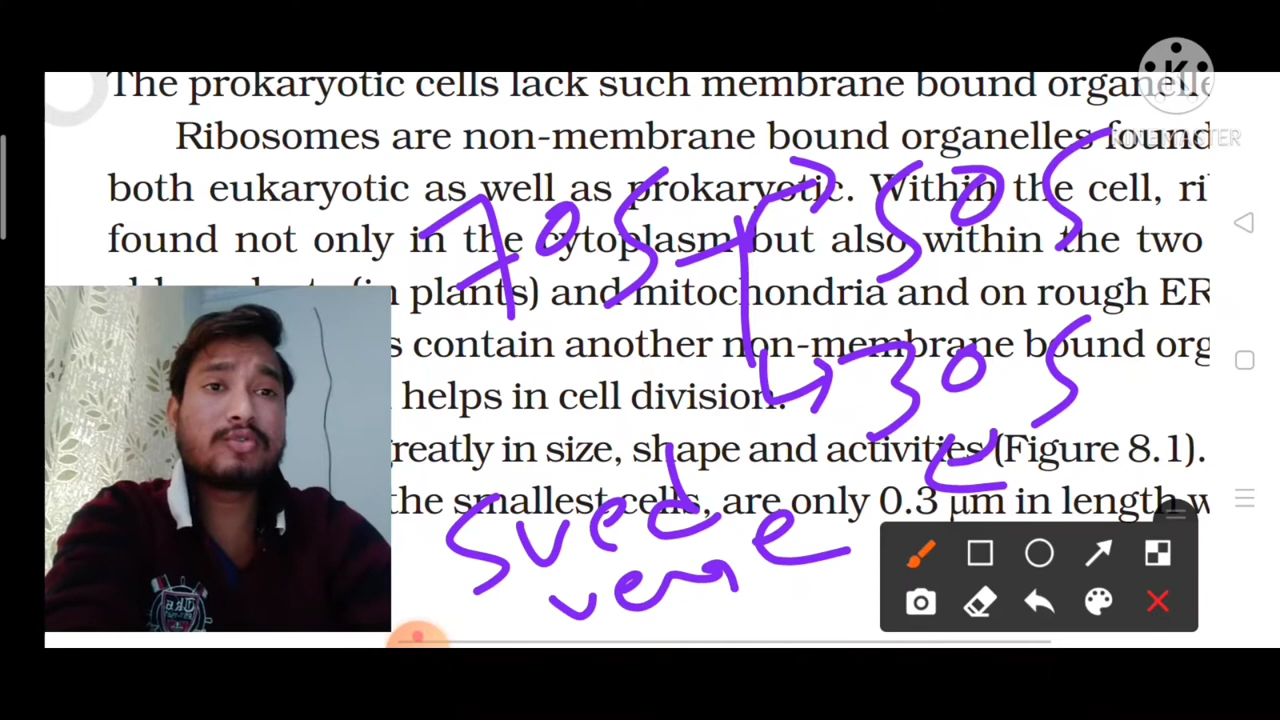 The prokaryotic cells lack such membrane bound organelle
KINEMASTER
Ribosomes are non-membrane bound organelles found
both eukaryotic as well as prokaryotic. Within the cell, ri
found not only in the cytoplasm but also within the two
(in plants) and mitochondria and on rough ER
s contain another non-membrane bound org
helps in cell division.
greatly in size, shape and activities (Figure 8.1).
the smallest cells, are only 0.3 μm in length w
70S
50S
30S
sved
verge